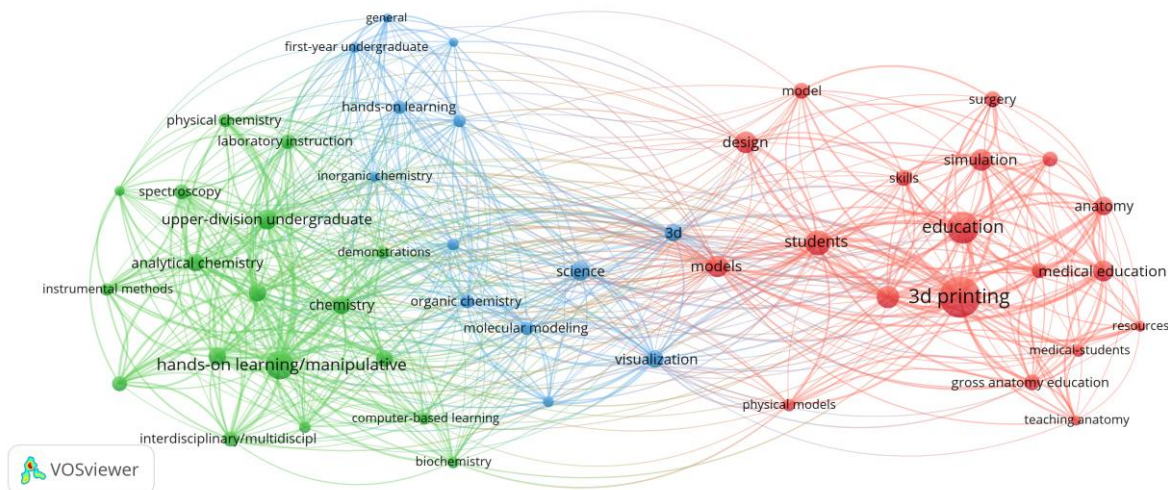 general
first-year undergraduate
hands-on learning
physical chemistry
laboratory instruction
inorganic chemistry
spectroscopy
upper-division undergraduate
demonstrations
analytical chemistry
instrumental methods
chemistry
organic chemistry
molecular modeling
science
3d
visualization
hands-on learning/manipulative
computer-based learning
interdisciplinary/multidiscipl
biochemistry
model
surgery
design
simulation
skills
anatomy
education
students
models
medical education
3d printing
resources
medical students
gross anatomy education
physical models
teaching anatomy
VOSviewer